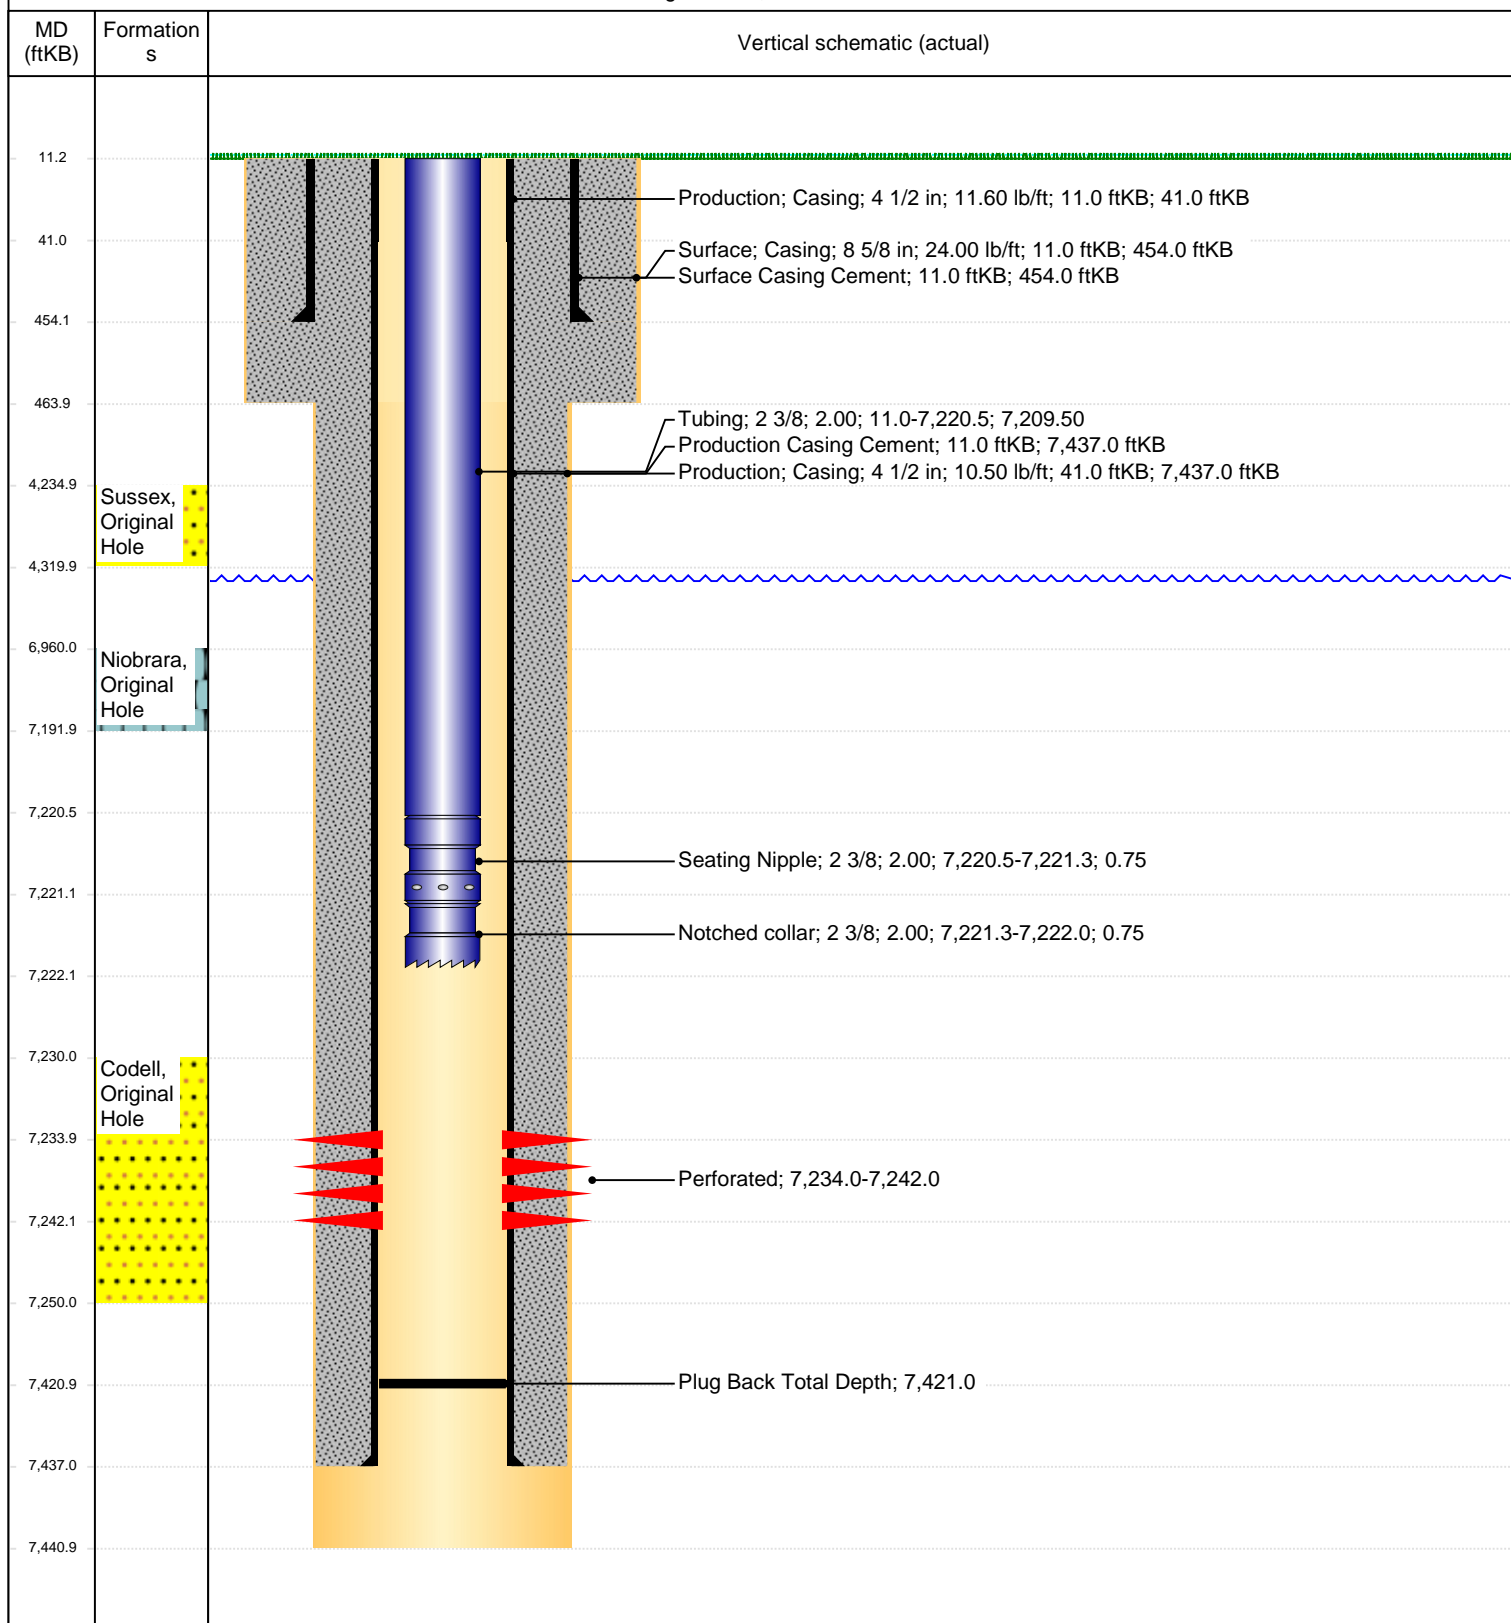 MD
(ftKB)
Formation
s
Vertical schematic (actual)
11.2
Production; Casing; 4 1/2 in; 11.60 lb/ft; 11.0 ftKB; 41.0 ftKB
41.0
Surface; Casing; 8 5/8 in; 24.00 lb/ft; 11.0 ftKB; 454.0 ftKB
Surface Casing Cement; 11.0 ftKB; 454.0 ftKB
454.1
463.9
Tubing; 2 3/8; 2.00; 11.0-7,220.5; 7,209.50
Production Casing Cement; 11.0 ftKB; 7,437.0 ftKB
Production; Casing; 4 1/2 in; 10.50 lb/ft; 41.0 ftKB; 7,437.0 ftKB
4,234.9
Sussex,
Original
Hole
4,319.9
6,960.0
Niobrara,
Original
Hole
7,191.9
7,220.5
Seating Nipple; 2 3/8; 2.00; 7,220.5-7,221.3; 0.75
7,221.1
Notched collar; 2 3/8; 2.00; 7,221.3-7,222.0; 0.75
7,222.1
7,230.0
Codell,
Original
Hole
7,233.9
Perforated; 7,234.0-7,242.0
7,242.1
7,250.0
Plug Back Total Depth; 7,421.0
7,420.9
7,437.0
7,440.9